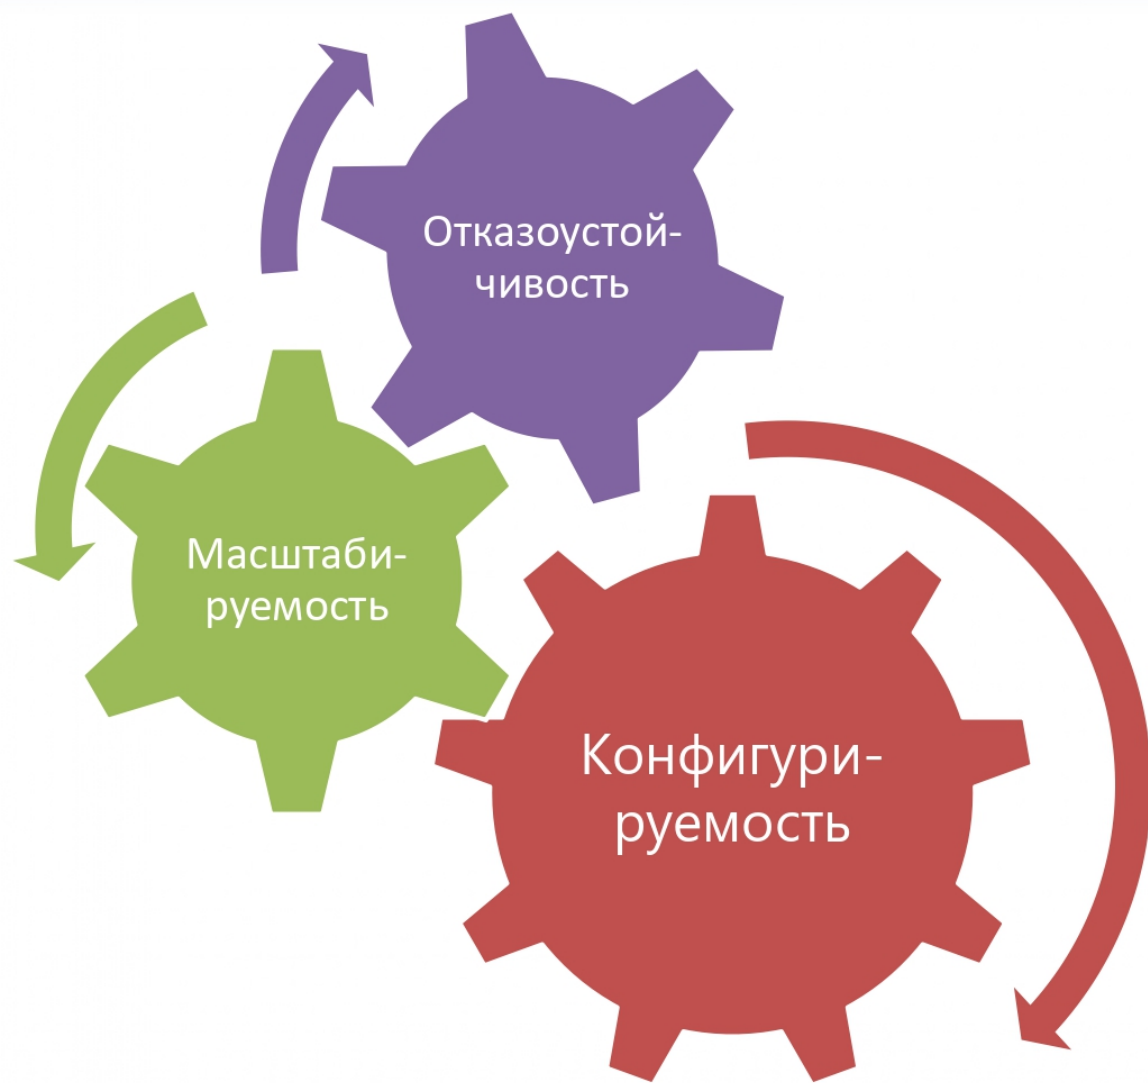 Отказоустой-
чивость
Масштаби-
руемость
Конфигури-
руемость